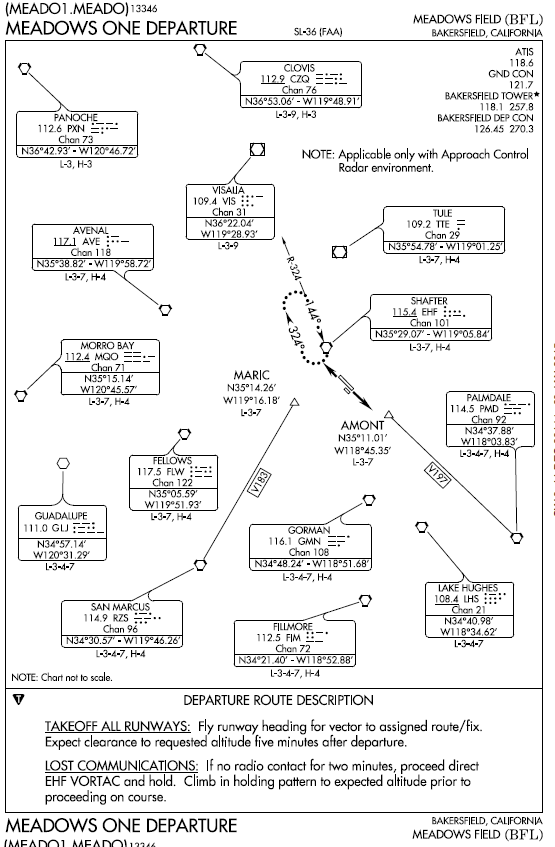 (MEADO1.MEADO) 13346
MEADOWS ONE DEPARTURE
SL-36 (FAA)
MEADOWS FIELD (BFL)
BAKERSFIELD, CALIFORNIA
ATIS
118.6
GND CON
121.7
BAKERSFIELD TOWER★
118.1 257.8
BAKERSFIELD DEP CON
126.45 270.3
NOTE: Applicable only with Approach Control
Radar environment.
CLOVIS
112.9 CZQ
Chan 76
N36°53.06' - W119°48.91'
L-3-9, H-3
PANOCHE
112.6 PXN
Chan 73
N36°42.93' - W120°46.72'
L-3, H-3
VISALIA
109.4 VIS
Chan 31
N36°22.04'
W119°28.93'
L-3-9
TULE
109.2 TTE
Chan 29
N35°54.78' - W119°01.25'
L-3-7, H-4
AVENAL
117.1 AVE
Chan 118
N35°38.82' - W119°58.72'
L-3-7, H-4
R-324
144°
324°
SHAFTER
115.4 EHF
Chan 101
N35°29.07' - W119°05.84'
L-3-7, H-4
MORRO BAY
112.4 MQO
Chan 71
N35°15.14'
W120°45.57'
L-3-7, H-4
MARIC
N35°14.26'
W119°16.18'
L-3-7
AMONT
N35°11.01'
W118°45.35'
L-3-7
PALMDALE
114.5 PMD
Chan 92
N34°37.88'
W118°03.83'
L-3-4-7, H-4
FELLOWS
117.5 FLW
Chan 122
N35°05.59'
W119°51.93'
L-3-7, H-4
V183
V197
GUADALUPE
111.0 GLJ
N34°57.14'
W120°31.29'
L-3-4-7
GORMAN
116.1 GMN
Chan 108
N34°48.24' - W118°51.68'
L-3-4-7, H-4
LAKE HUGHES
108.4 LHS
Chan 21
N34°40.98'
W118°34.62'
L-3-4-7
SAN MARCUS
114.9 RZS
Chan 96
N34°30.57' - W119°46.26'
L-3-4-7, H-4
FILLMORE
112.5 FIM
Chan 72
N34°21.40' - W118°52.88'
L-3-4-7, H-4
NOTE: Chart not to scale.
T
DEPARTURE ROUTE DESCRIPTION
TAKEOFF ALL RUNWAYS: Fly runway heading for vector to assigned route/fix.
Expect clearance to requested altitude five minutes after departure.
LOST COMMUNICATIONS: If no radio contact for two minutes, proceed direct
EHF VORTAC and hold. Climb in holding pattern to expected altitude prior to
proceeding on course.
MEADOWS ONE DEPARTURE
(MEADO1.MEADO) 13346
BAKERSFIELD, CALIFORNIA
MEADOWS FIELD (BFL)